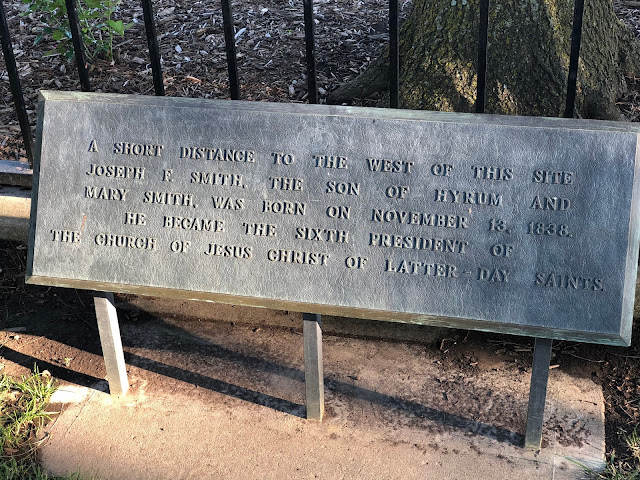 A SHORT DISTANCE TO THE WEST OF THIS SITE
JOSEPH F. SMITH, THE SON OF HYRUM AND
MARY SMITH, WAS BORN ON NOVEMBER 13, 1838.
HE BECAME THE SIXTH PRESIDENT OF
THE CHURCH OF JESUS CHRIST OF LATTER-DAY SAINTS.